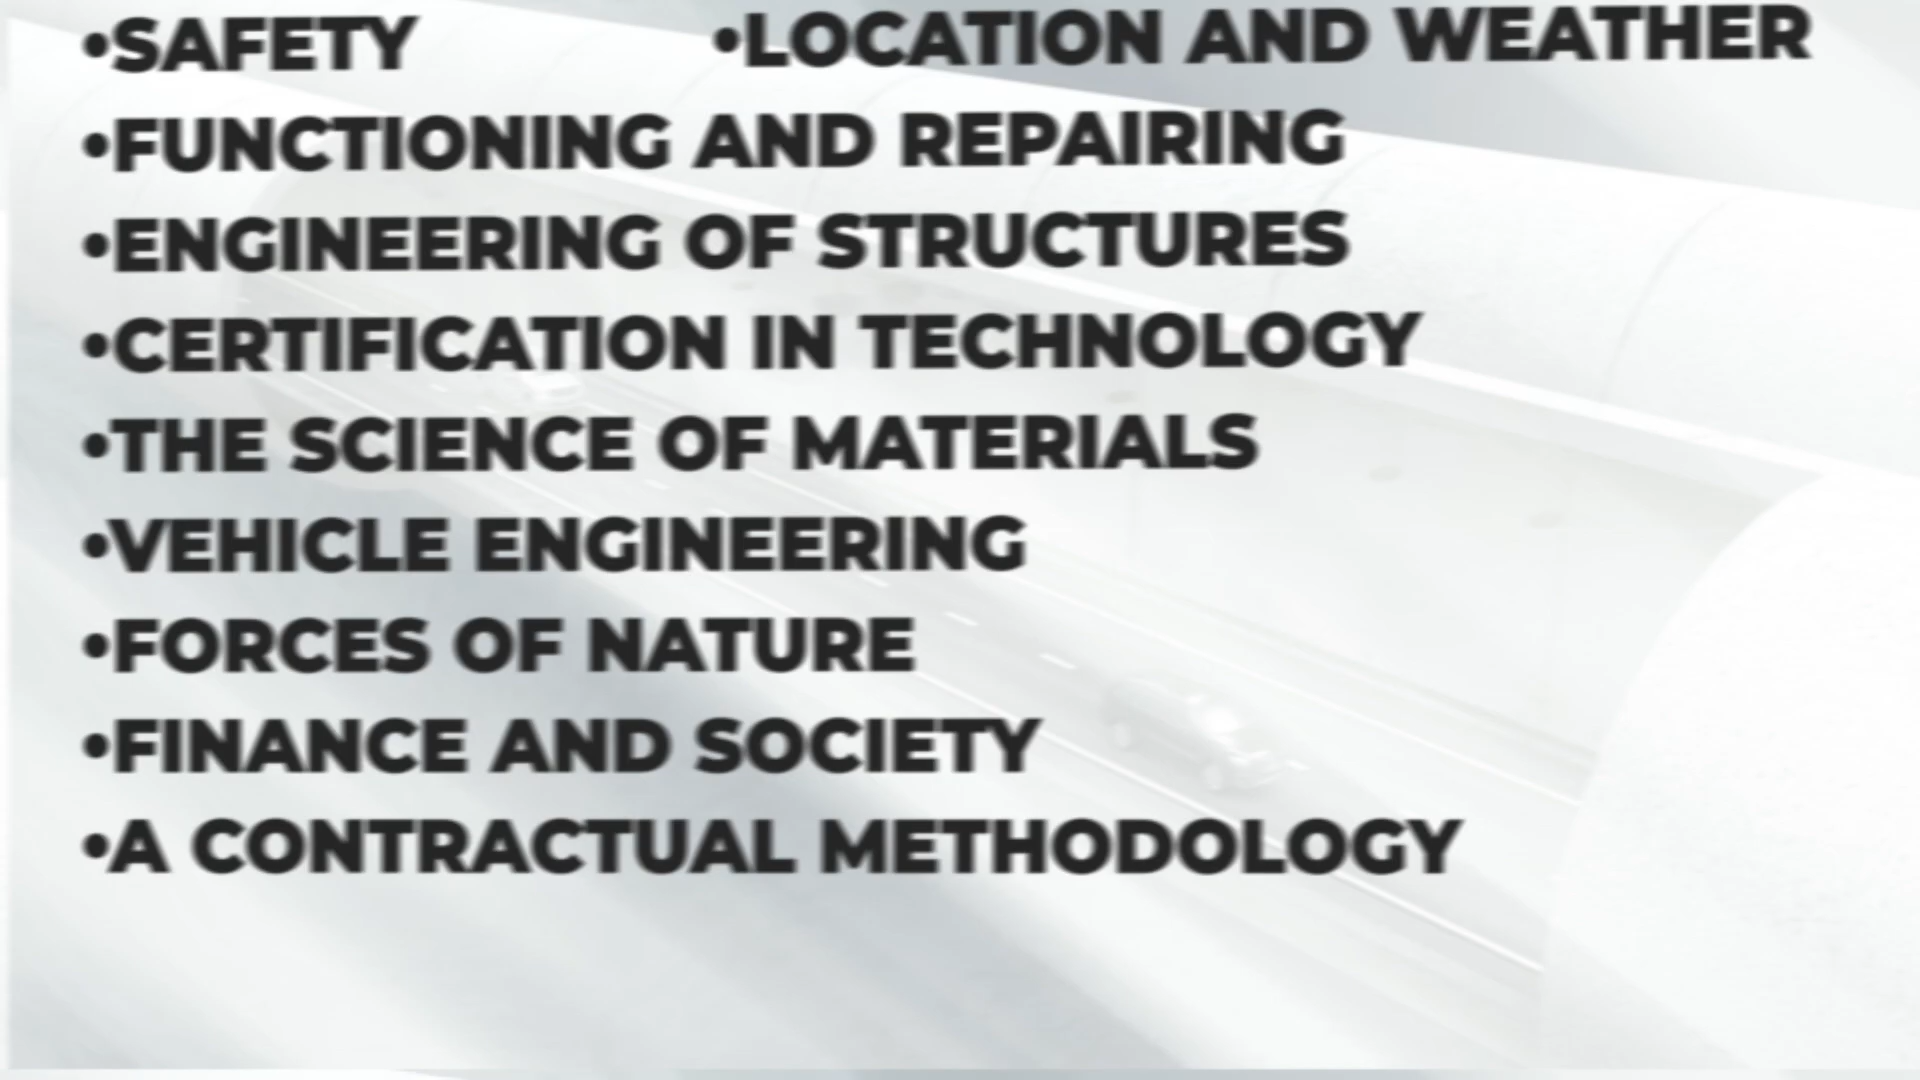 •SAFETY •LOCATION AND WEATHER
•FUNCTIONING AND REPAIRING
•ENGINEERING OF STRUCTURES
•CERTIFICATION IN TECHNOLOGY
•THE SCIENCE OF MATERIALS
•VEHICLE ENGINEERING
•FORCES OF NATURE
•FINANCE AND SOCIETY
•A CONTRACTUAL METHODOLOGY